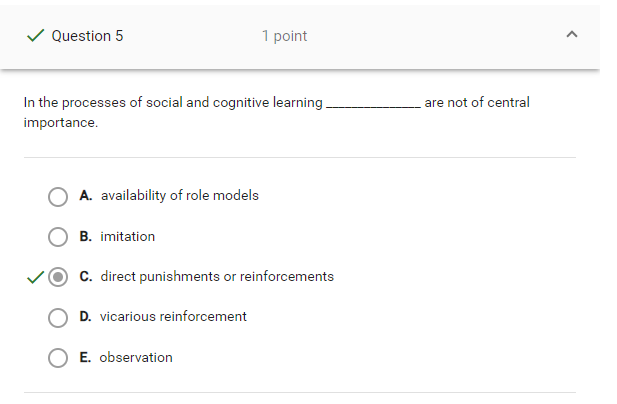 Question 5 1 point
In the processes of social and cognitive learning ______________ are not of central
importance.
A. availability of role models
B. imitation
C. direct punishments or reinforcements
D. vicarious reinforcement
E. observation